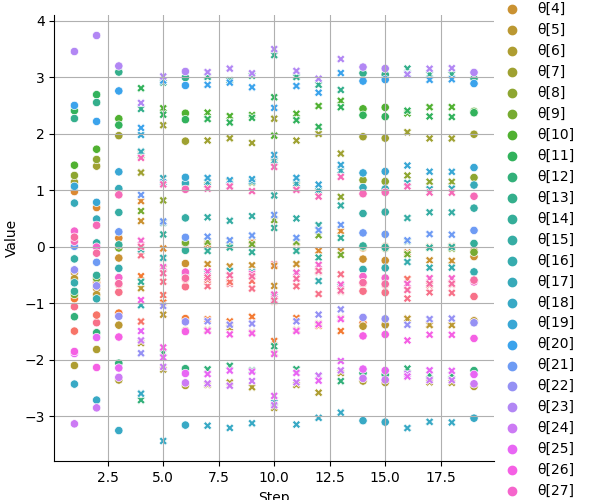 4
3
2
1
0
−1
−2
−3
Value
2.5
5.0
7.5
10.0
12.5
15.0
17.5
Step
θ[4]
θ[5]
θ[6]
θ[7]
θ[8]
θ[9]
θ[10]
θ[11]
θ[12]
θ[13]
θ[14]
θ[15]
θ[16]
θ[17]
θ[18]
θ[19]
θ[20]
θ[21]
θ[22]
θ[23]
θ[24]
θ[25]
θ[26]
θ[27]